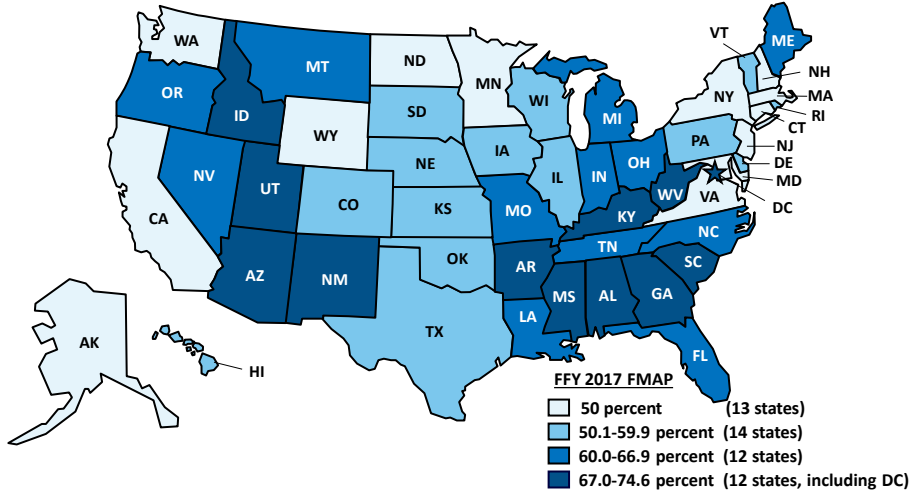 WA
MT
ND
MN
VT
ME
OR
ID
SD
WI
NY
NH
MA
MI
RI
WY
CT
PA
NV
NE
IA
NJ
UT
CO
IL
IN
OH
DE
MD
WV
VA
DC
CA
KS
MO
KY
NC
TN
AZ
NM
OK
AR
SC
MS
AL
GA
TX
LA
AK
HI
FL
FFY 2017 FMAP
50 percent (13 states)
50.1-59.9 percent (14 states)
60.0-66.9 percent (12 states)
67.0-74.6 percent (12 states, including DC)